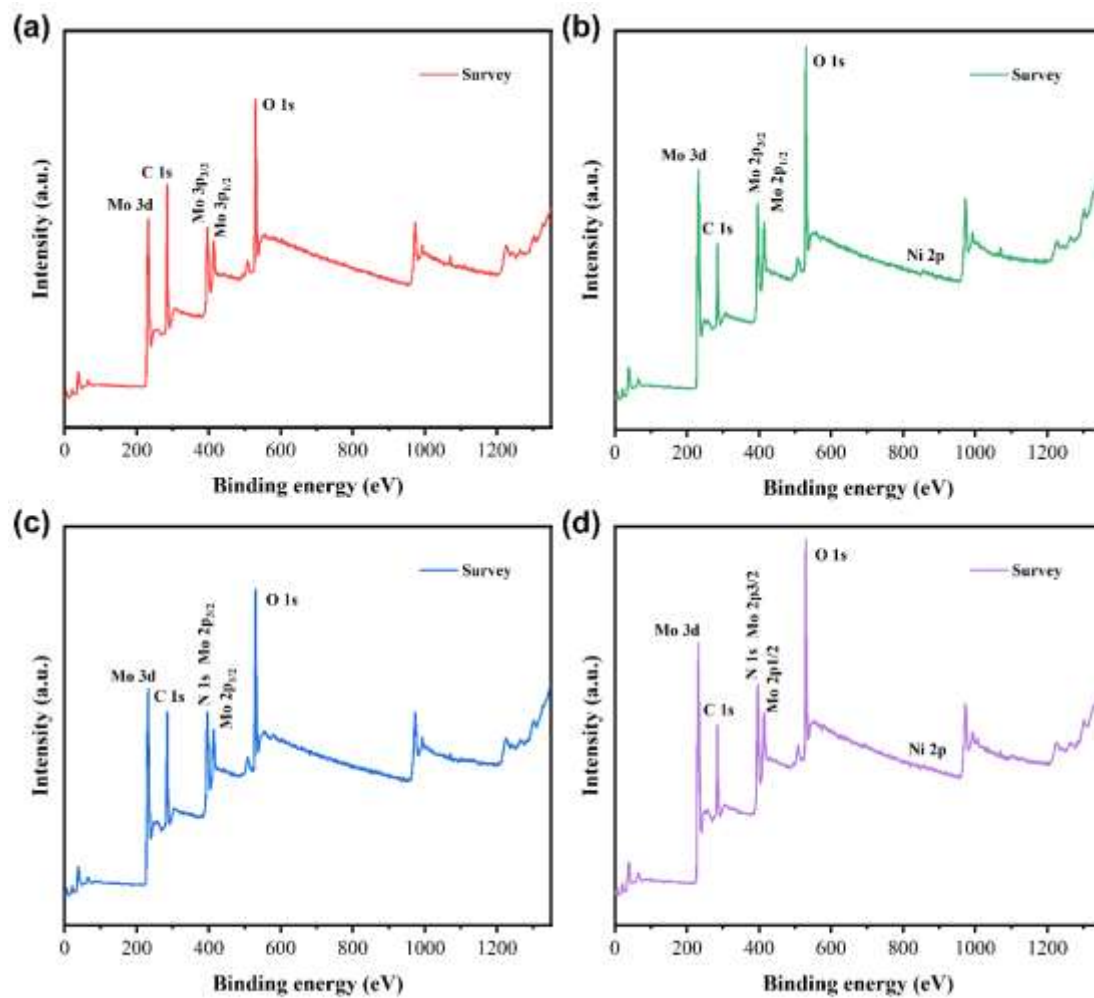 (a)
Survey
O 1s
C 1s
Mo 3d
Mo 3p3/2
Mo 3p1/2
Intensity (a.u.)
0 200 400 600 800 1000 1200
Binding energy (eV)
(b)
O 1s
Survey
Mo 3d
Mo 2p3/2
Mo 2p1/2
C 1s
Ni 2p
Intensity (a.u.)
0 200 400 600 800 1000 1200
Binding energy (eV)
(c)
Survey
O 1s
Mo 3d
C 1s
N 1s Mo 2p3/2
Mo 2p1/2
Intensity (a.u.)
0 200 400 600 800 1000 1200
Binding energy (eV)
(d)
O 1s
Survey
Mo 3d
N 1s Mo 2p3/2
Mo 2p1/2
C 1s
Ni 2p
Intensity (a.u.)
0 200 400 600 800 1000 1200
Binding energy (eV)